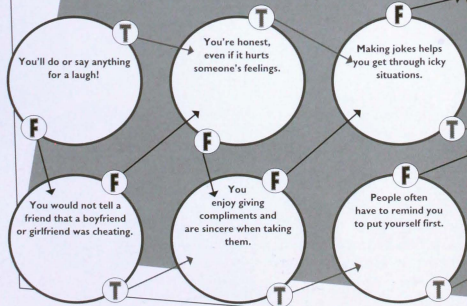 F
T
T
You'll do or say anything
for a laugh!
You're honest,
even if it hurts
someone's feelings.
Making jokes helps
you get through icky
situations.
F
F
T
F
F
F
You would not tell a
friend that a boyfriend
or girlfriend was cheating.
You
enjoy giving
compliments and
are sincere when taking
them.
People often
have to remind you
to put yourself first.
T
T
T